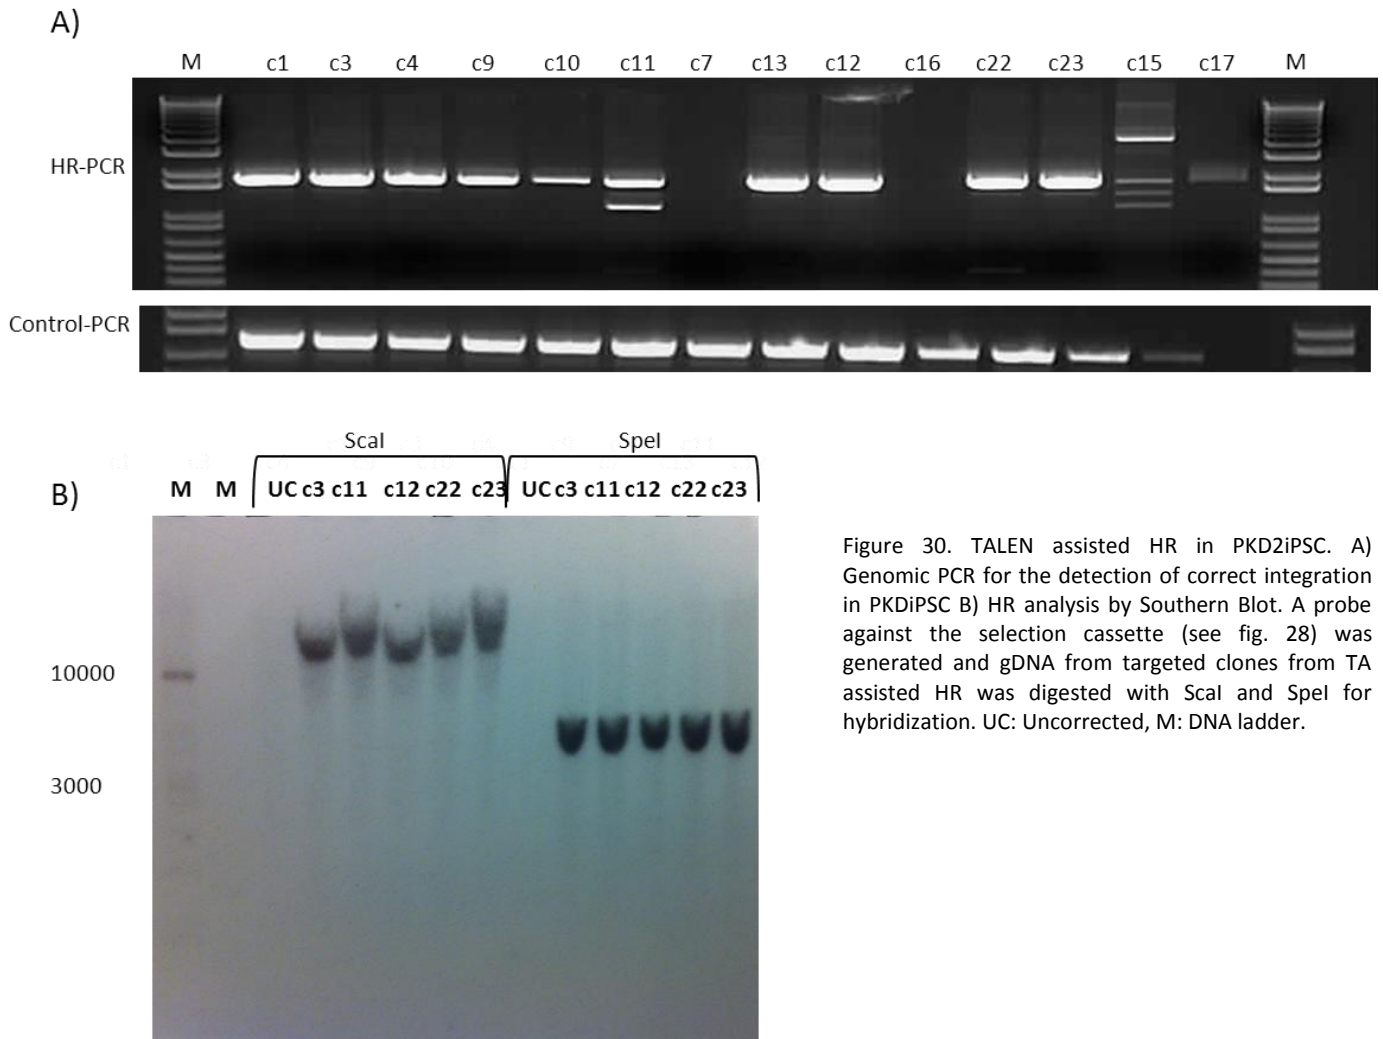 A)
M c1 c3 c4 c9 c10 c11 c7 c13 c12 c16 c22 c23 c15 c17 M
HR-PCR
Control-PCR
ScaI SpeI
B) M M UC c3 c11 c12 c22 c23 UC c3 c11 c12 c22 c23
10000
3000
Figure 30. TALEN assisted HR in PKD2iPSC. A)
Genomic PCR for the detection of correct integration
in PKDiPSC B) HR analysis by Southern Blot. A probe
against the selection cassette (see fig. 28) was
generated and gDNA from targeted clones from TA
assisted HR was digested with ScaI and SpeI for
hybridization. UC: Uncorrected, M: DNA ladder.